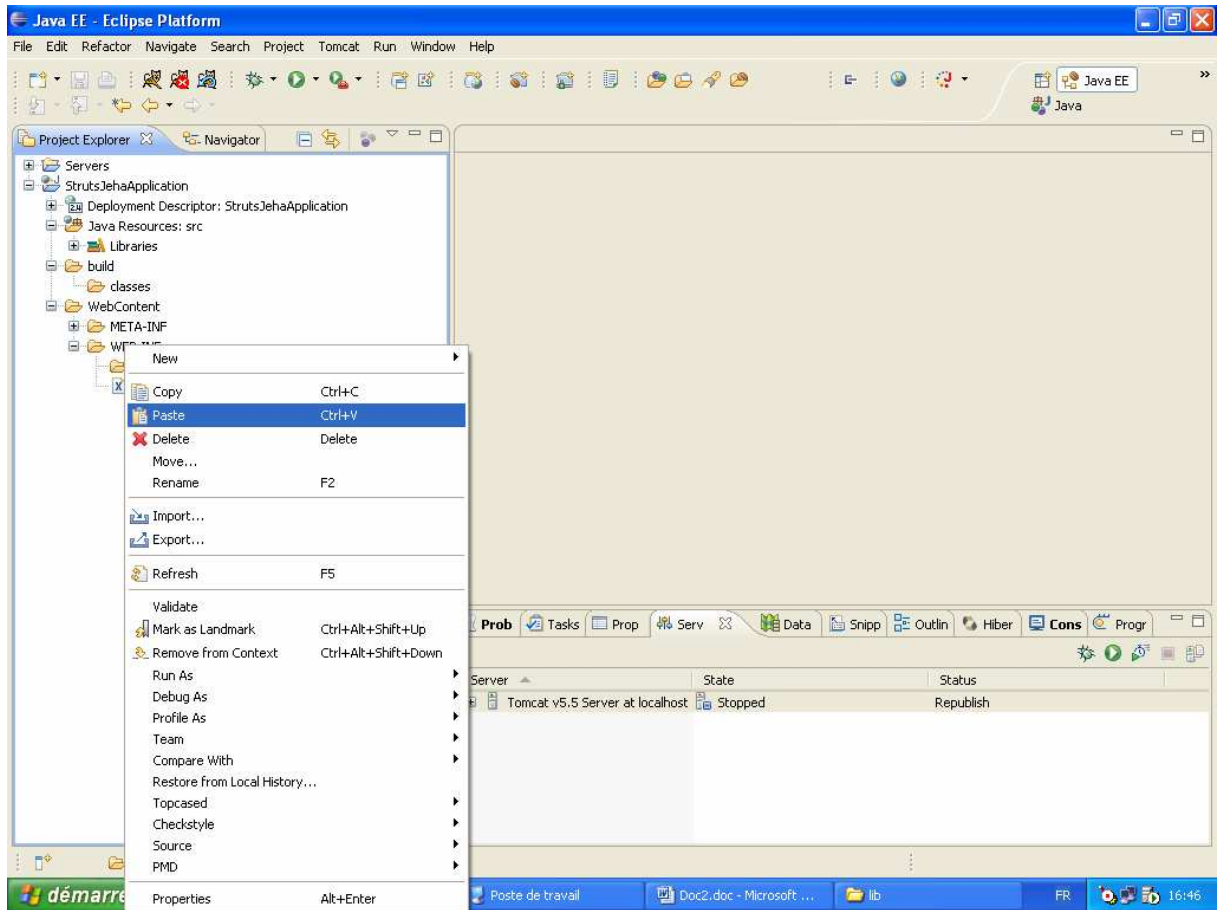 Java EE - Eclipse Platform
File Edit Refactor Navigate Search Project Tomcat Run Window Help
Java EE
»
Java
Project Explorer
Navigator
Servers
StrutsJehaApplication
Deployment Descriptor: StrutsJehaApplication
Java Resources: src
Libraries
build
classes
WebContent
META-INF
WEB-INF
New
Copy Ctrl+C
Paste Ctrl+V
Delete Delete
Move...
Rename F2
Import...
Export...
Refresh F5
Validate
Mark as Landmark Ctrl+Alt+Shift+Up
Remove from Context Ctrl+Alt+Shift+Down
Run As
Debug As
Profile As
Team
Compare With
Restore from Local History...
Topcased
Checkstyle
Source
PMD
Properties Alt+Enter
Prob Tasks Prop Serv Data Snipp Outlin Hiber Cons Progr
Server State Status
Tomcat v5.5 Server at localhost Stopped Republish
démarre Poste de travail Doc2.doc - Microsoft ... lib FR 16:46